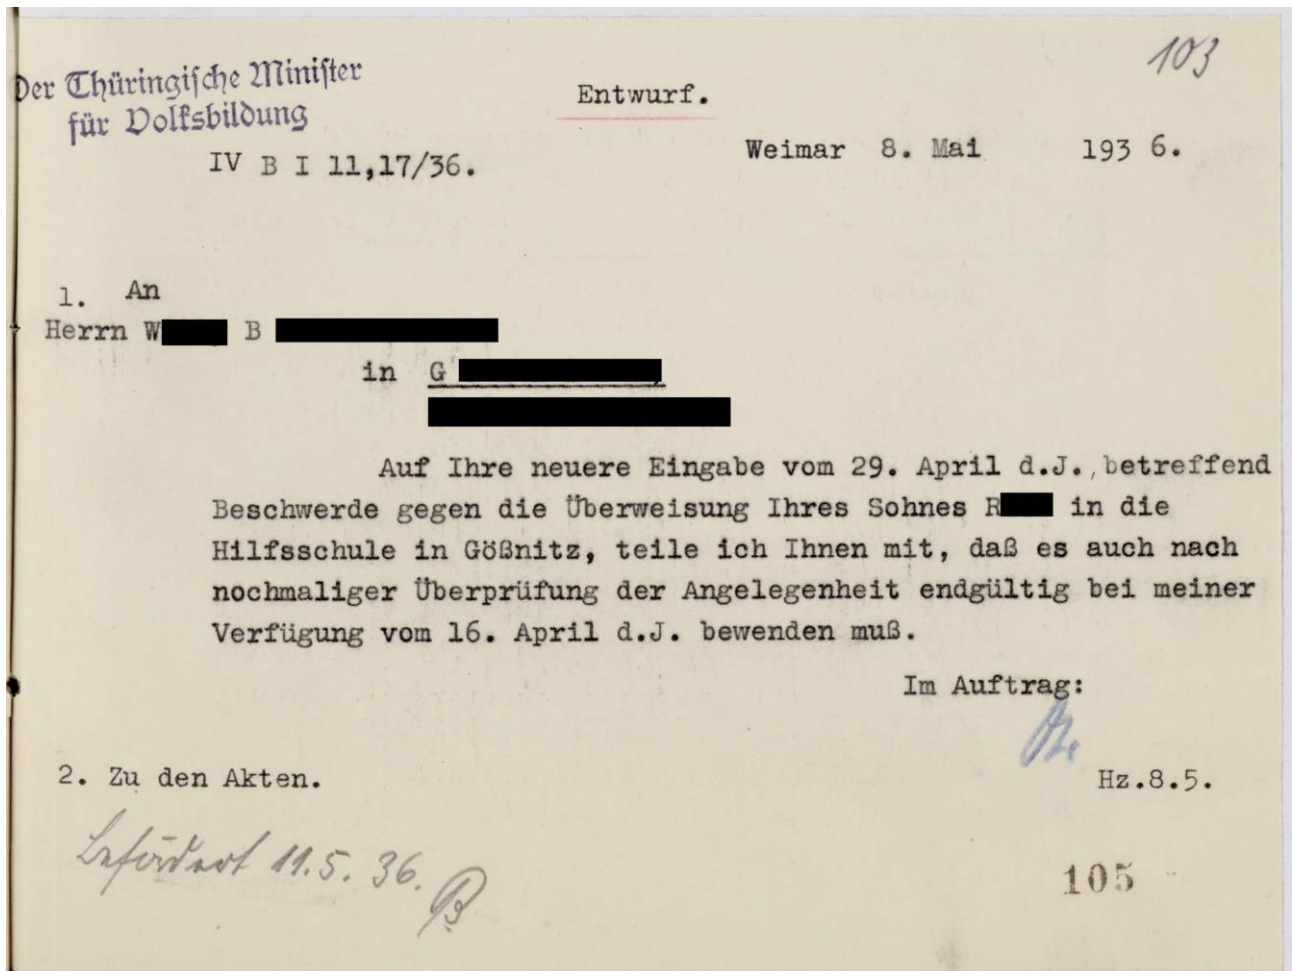 103
Der Thüringische Minister
für Volksbildung
Entwurf.
IV B I 11,17/36.
Weimar 8. Mai 193 6.
1. An
Herrn W B
in G
Auf Ihre neuere Eingabe vom 29. April d.J., betreffend
Beschwerde gegen die Überweisung Ihres Sohnes R in die
Hilfsschule in Gößnitz, teile ich Ihnen mit, daß es auch nach
nochmaliger Überprüfung der Angelegenheit endgültig bei meiner
Verfügung vom 16. April d.J. bewenden muß.
Im Auftrag:
2. Zu den Akten.
Hz.8.5.
Befördert 11.5.36.
105